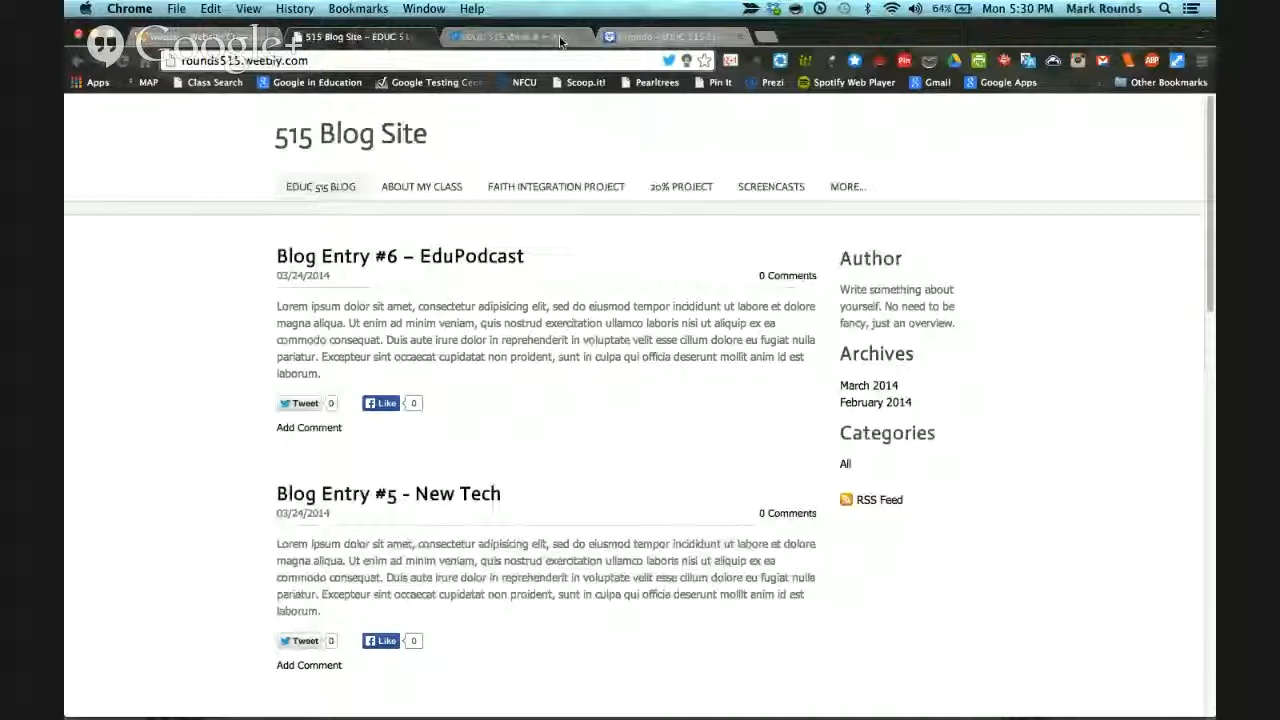 Chrome File Edit View History Bookmarks Window Help 64% Mon 5:30 PM Mark Rounds
Google+
515 Blog Site – EDUC 51
rounds515.weebly.com
Apps MAP Class Search Google in Education Google Testing Cen NFCU Scoop.it! Pearltrees Pin It Prezi Spotify Web Player Gmail Google Apps Other Bookmarks
515 Blog Site
EDUC 515 BLOG ABOUT MY CLASS FAITH INTEGRATION PROJECT 20% PROJECT SCREENCASTS MORE...
Blog Entry #6 – EduPodcast
03/24/2014 0 Comments
Lorem ipsum dolor sit amet, consectetur adipisicing elit, sed do eiusmod tempor incididunt ut labore et dolore
magna aliqua. Ut enim ad minim veniam, quis nostrud exercitation ullamco laboris nisi ut aliquip ex ea
commodo consequat. Duis aute irure dolor in reprehenderit in voluptate velit esse cillum dolore eu fugiat nulla
pariatur. Excepteur sint occaecat cupidatat non proident, sunt in culpa qui officia deserunt mollit anim id est
laborum.
Tweet 0 Like 0
Add Comment
Blog Entry #5 - New Tech
03/24/2014 0 Comments
Lorem ipsum dolor sit amet, consectetur adipisicing elit, sed do eiusmod tempor incididunt ut labore et dolore
magna aliqua. Ut enim ad minim veniam, quis nostrud exercitation ullamco laboris nisi ut aliquip ex ea
commodo consequat. Duis aute irure dolor in reprehenderit in voluptate velit esse cillum dolore eu fugiat nulla
pariatur. Excepteur sint occaecat cupidatat non proident, sunt in culpa qui officia deserunt mollit anim id est
laborum.
Tweet 0 Like 0
Add Comment
Author
Write something about
yourself. No need to be
fancy, just an overview.
Archives
March 2014
February 2014
Categories
All
RSS Feed